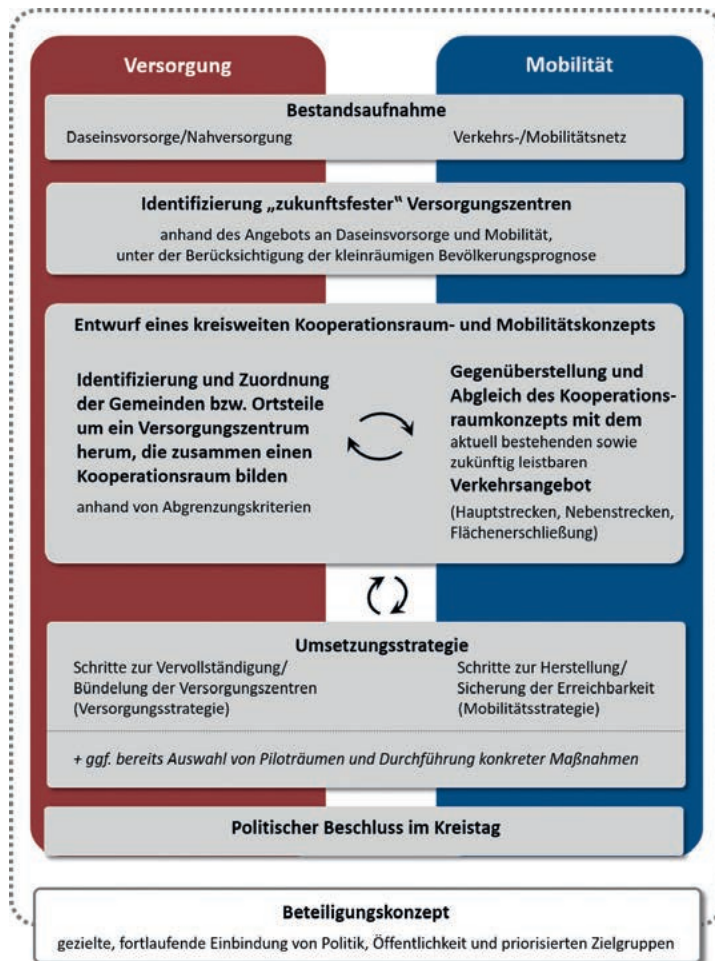 Versorgung
Mobilität
Bestandsaufnahme
Daseinsvorsorge/Nahversorgung
Verkehrs-/Mobilitätsnetz
Identifizierung „zukunftsfester“ Versorgungszentren
anhand des Angebots an Daseinsvorsorge und Mobilität,
unter der Berücksichtigung der kleinräumigen Bevölkerungsprognose
Entwurf eines kreisweiten Kooperationsraum- und Mobilitätskonzepts
Identifizierung und Zuordnung
der Gemeinden bzw. Ortsteile
um ein Versorgungszentrum
herum, die zusammen einen
Kooperationsraum bilden
anhand von Abgrenzungskriterien
Gegenüberstellung und
Abgleich des Kooperations-
raumkonzepts mit dem
aktuell bestehenden sowie
zukünftig leistbaren
Verkehrsangebot
(Hauptstrecken, Nebenstrecken,
Flächenerschließung)
Umsetzungsstrategie
Schritte zur Vervollständigung/
Bündelung der Versorgungszentren
(Versorgungsstrategie)
Schritte zur Herstellung/
Sicherung der Erreichbarkeit
(Mobilitätsstrategie)
+ ggf. bereits Auswahl von Piloträumen und Durchführung konkreter Maßnahmen
Politischer Beschluss im Kreistag
Beteiligungskonzept
gezielte, fortlaufende Einbindung von Politik, Öffentlichkeit und priorisierten Zielgruppen